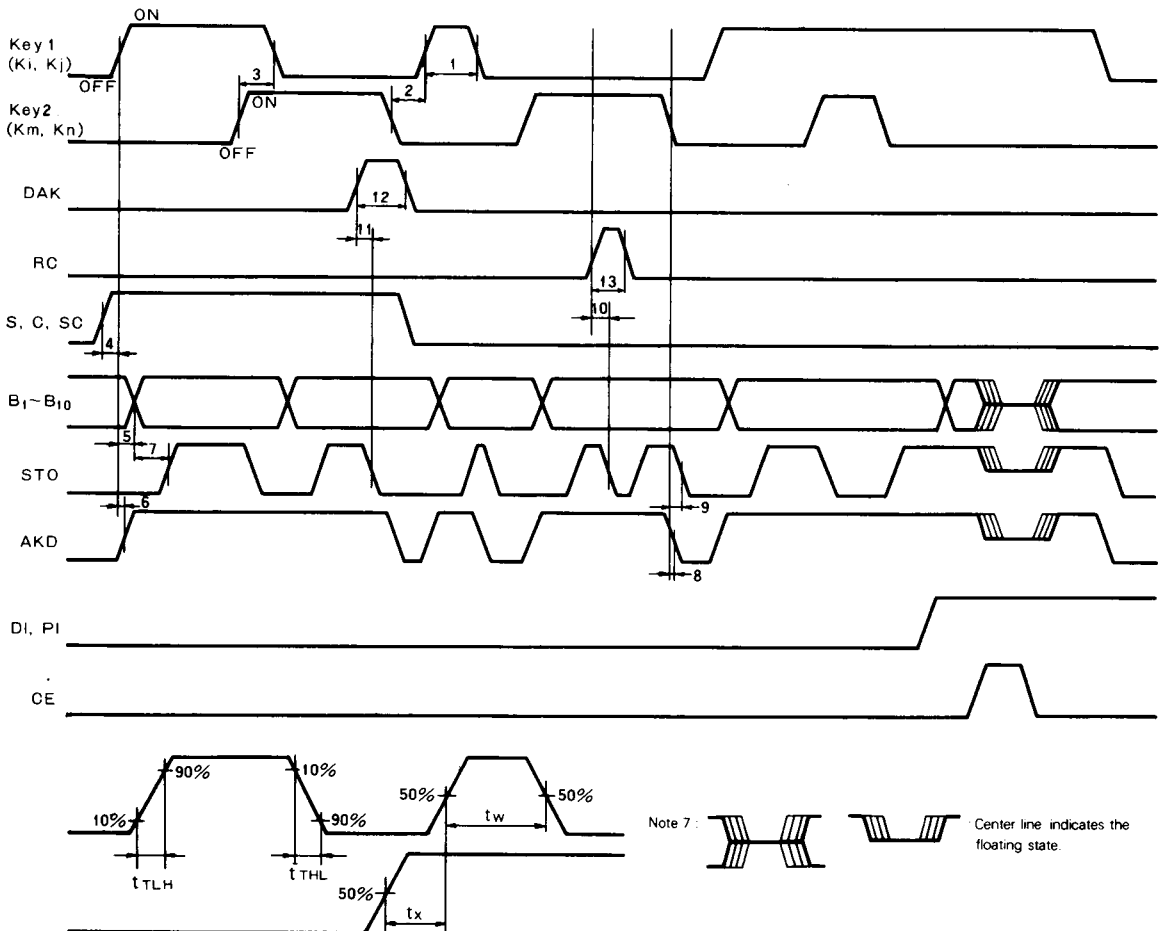 Key1
(Ki, Kj)
ON
OFF
3
2
1
Key2
(Km, Kn)
ON
OFF
DAK
12
11
RC
13
10
S, C, SC
4
B1~B10
5
7
STO
6
9
AKD
8
DI, PI
CE
10%
90%
10%
90%
tTLH
tTHL
50%
50%
tw
50%
tx
Note 7 :
Center line indicates the
floating state.